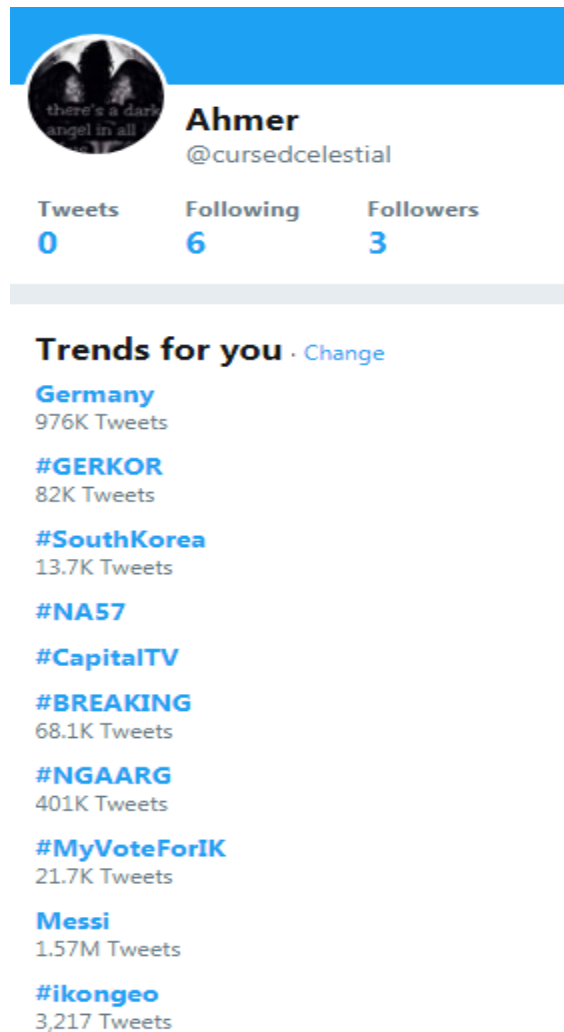 there's a dark
angel in all
Ahmer
@cursedcelestial
Tweets Following Followers
0 6 3
Trends for you · Change
Germany
976K Tweets
#GERKOR
82K Tweets
#SouthKorea
13.7K Tweets
#NA57
#CapitalTV
#BREAKING
68.1K Tweets
#NGAARG
401K Tweets
#MyVoteForIK
21.7K Tweets
Messi
1.57M Tweets
#ikongeo
3,217 Tweets